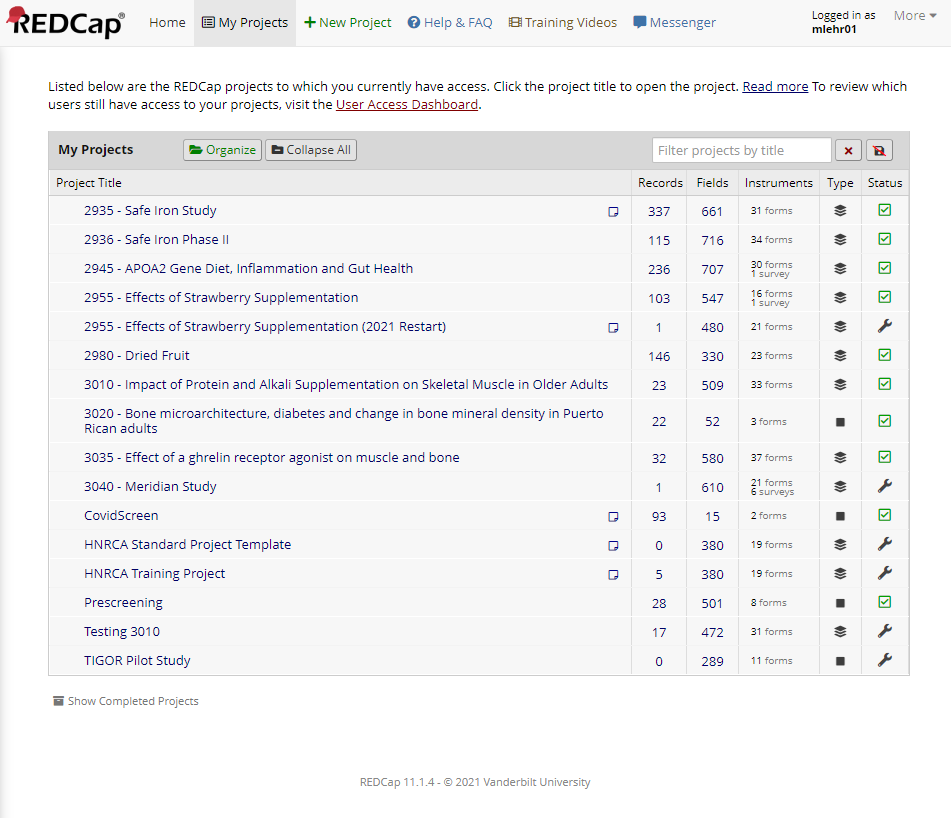 REDCap®
Home My Projects New Project Help & FAQ Training Videos Messenger
Logged in as
mlehr01
More
Listed below are the REDCap projects to which you currently have access. Click the project title to open the project. Read more To review which
users still have access to your projects, visit the User Access Dashboard.
My Projects Organize Collapse All Filter projects by title
Project Title Records Fields Instruments Type Status
2935 - Safe Iron Study 337 661 31 forms
2936 - Safe Iron Phase II 115 716 34 forms
2945 - APOA2 Gene Diet, Inflammation and Gut Health 236 707 30 forms
1 survey
2955 - Effects of Strawberry Supplementation 103 547 16 forms
1 survey
2955 - Effects of Strawberry Supplementation (2021 Restart) 1 480 21 forms
2980 - Dried Fruit 146 330 23 forms
3010 - Impact of Protein and Alkali Supplementation on Skeletal Muscle in Older Adults 23 509 33 forms
3020 - Bone microarchitecture, diabetes and change in bone mineral density in Puerto
Rican adults 22 52 3 forms
3035 - Effect of a ghrelin receptor agonist on muscle and bone 32 580 37 forms
3040 - Meridian Study 1 610 21 forms
6 surveys
CovidScreen 93 15 2 forms
HNRCA Standard Project Template 0 380 19 forms
HNRCA Training Project 5 380 19 forms
Prescreening 28 501 8 forms
Testing 3010 17 472 31 forms
TIGOR Pilot Study 0 289 11 forms
Show Completed Projects
REDCap 11.1.4 - © 2021 Vanderbilt University